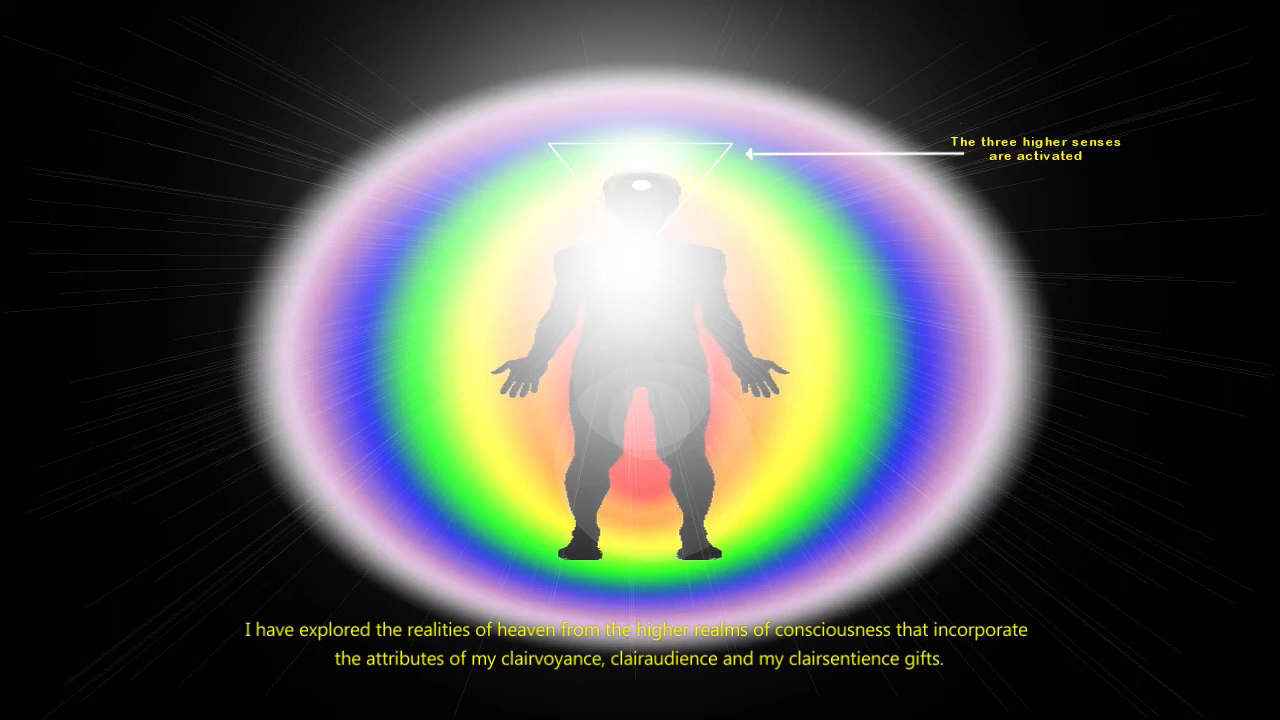 The three higher senses
are activated
I have explored the realities of heaven from the higher realms of consciousness that incorporate
the attributes of my clairvoyance, clairaudience and my clairsentience gifts.